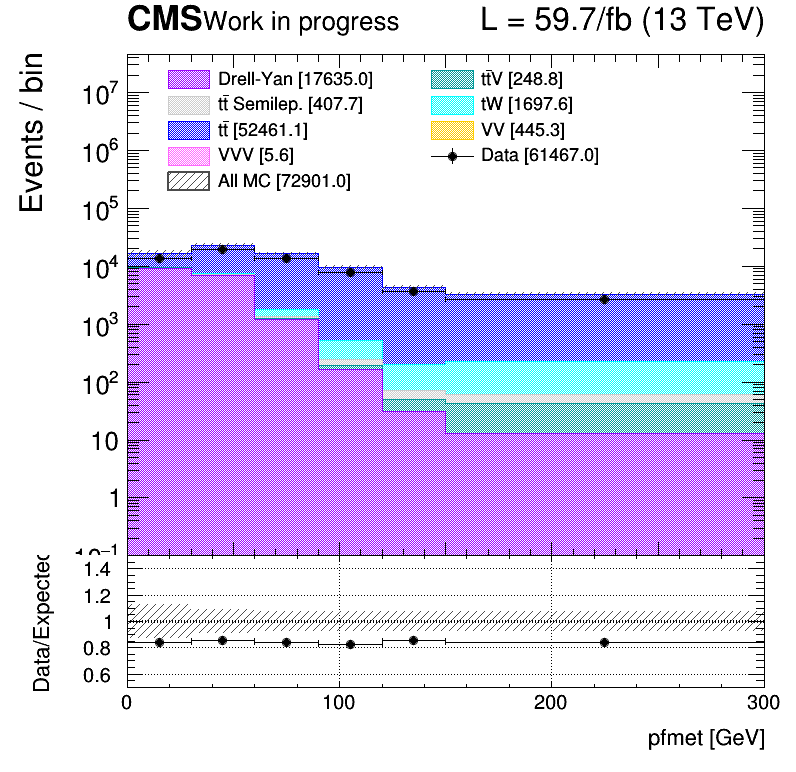 CMS Work in progress L = 59.7/fb (13 TeV)
Events / bin
Drell-Yan [17635.0] tt̄V [248.8]
tt̄ Semilep. [407.7] tW [1697.6]
tt̄ [52461.1] VV [445.3]
VVV [5.6] Data [61467.0]
All MC [72901.0]
10⁷
10⁶
10⁵
10⁴
10³
10²
10
1
10⁻¹
Data/Expected
1.4
1.2
1
0.8
0.6
0 100 200 300
pfmet [GeV]